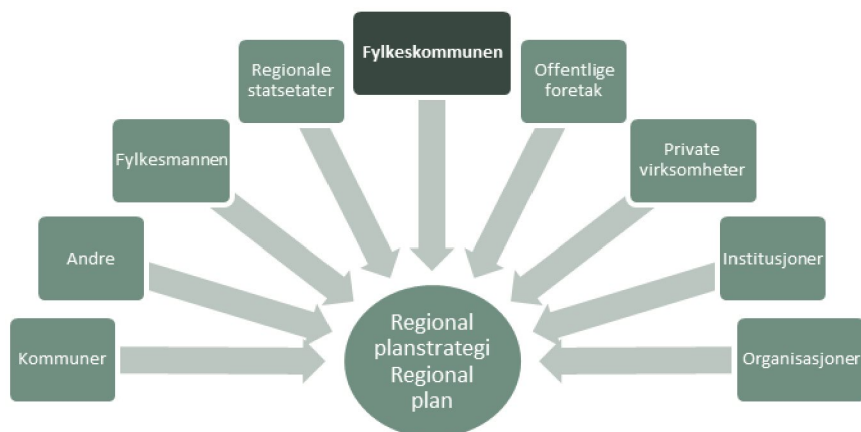 Fylkeskommunen
Regionale
statsetater
Offentlige
foretak
Fylkesmannen
Private
virksomheter
Andre
Institusjoner
Kommuner
Regional
planstrategi
Regional
plan
Organisasjoner